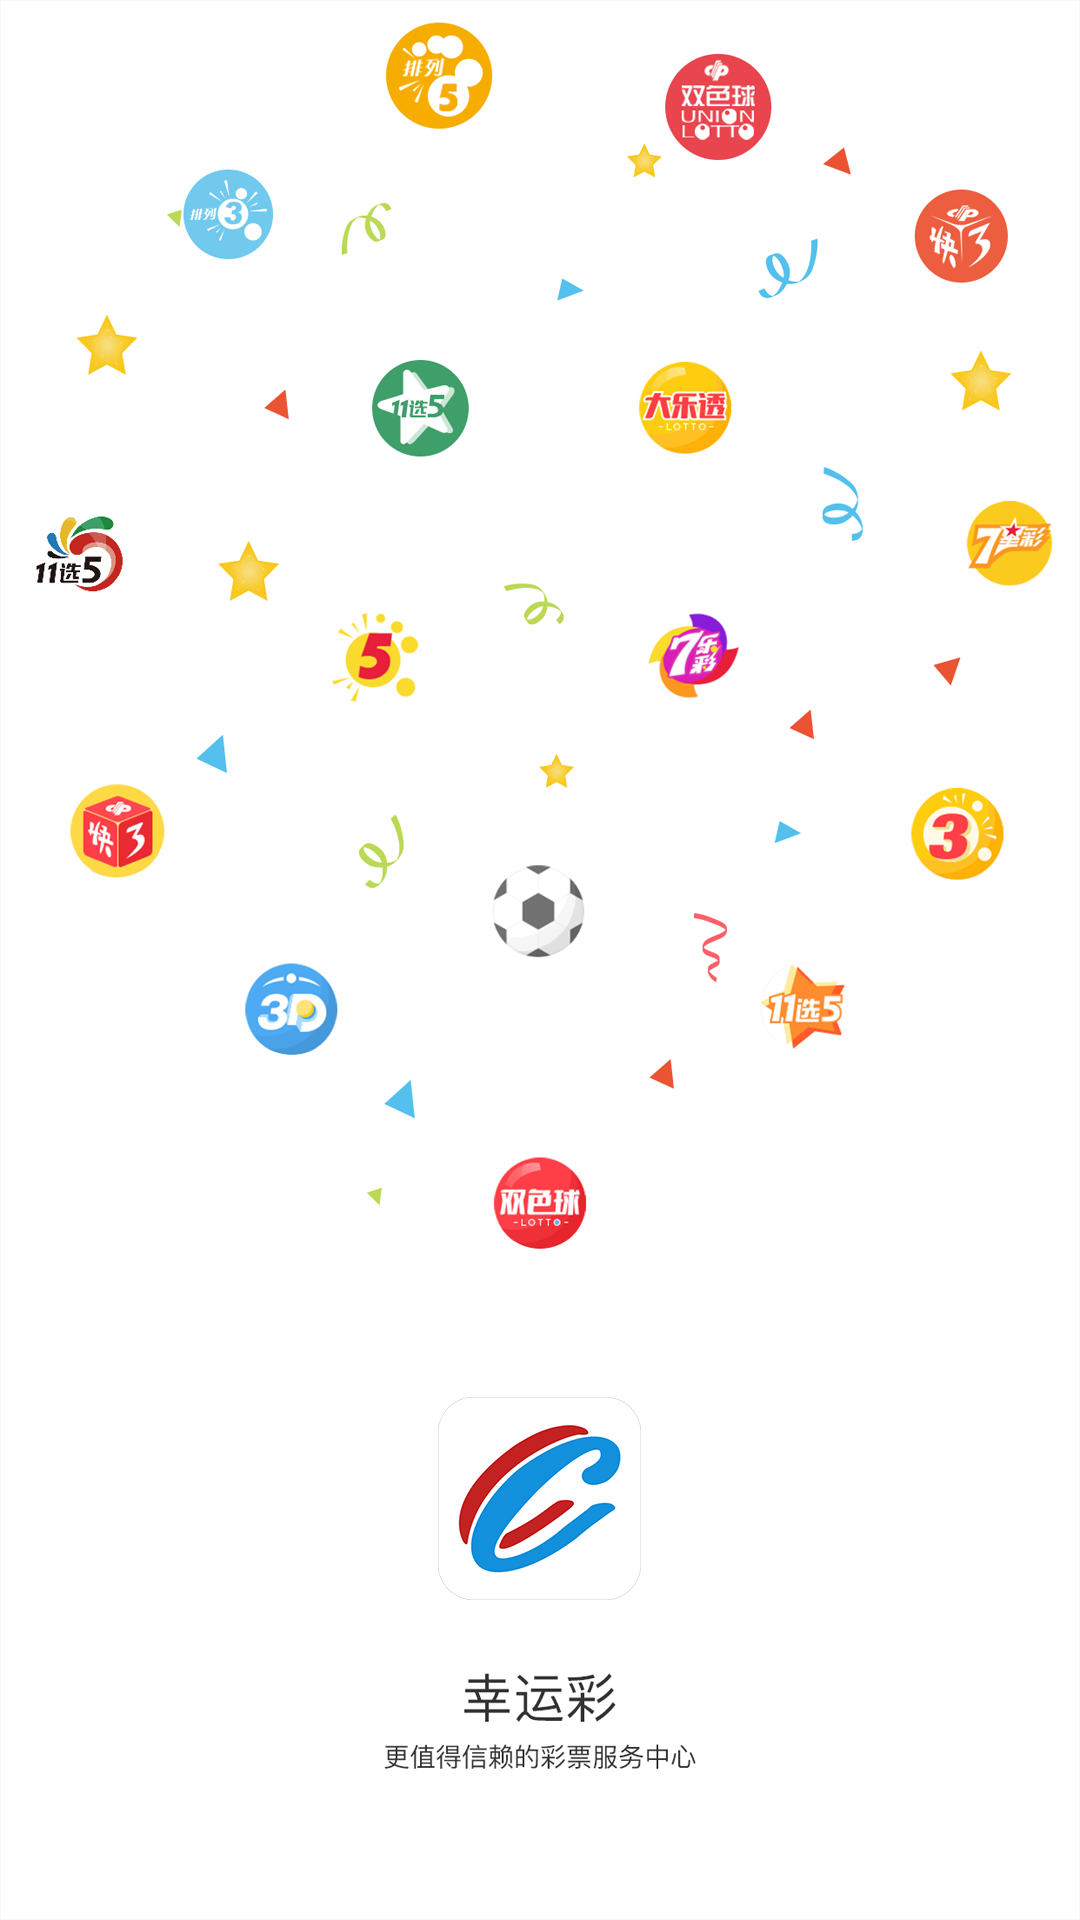 排列
5
双色球
UNION
LOTTO
排列3
快3
11选5
大乐透
-LOTTO-
11选5
7星彩
5
7乐彩
快3
3
3D
11选5
双色球
-LOTTO-
幸运彩
更值得信赖的彩票服务中心